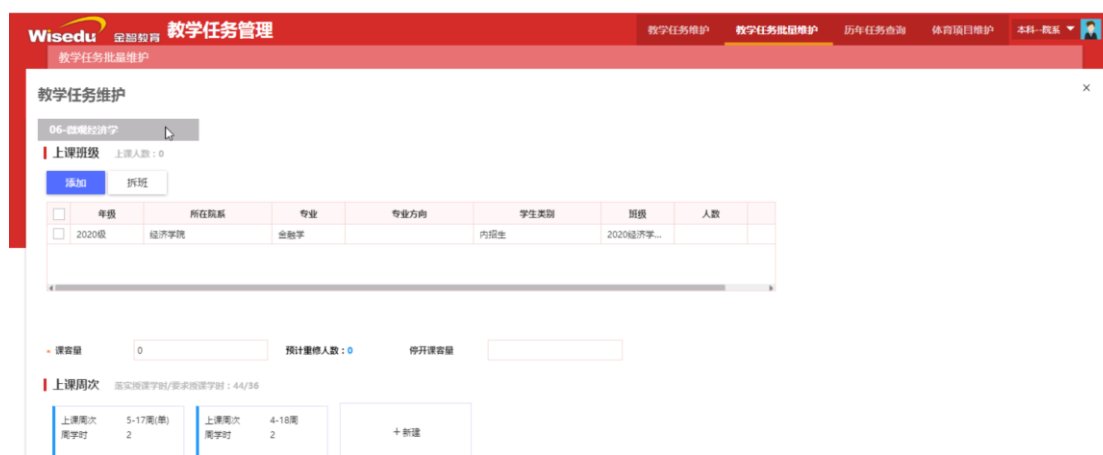 Wisedu 金智教育 教学任务管理 教学任务维护 教学任务批量维护 历年任务查询 体育项目维护 本科--院系
教学任务批量维护
教学任务维护 ×
06-微观经济学
上课班级 上课人数：0
添加 拆班
年级 所在院系 专业 专业方向 学生类别 班级 人数
2020级 经济学院 金融学 内招生 2020经济学...
* 课容量 0 预计重修人数：0 停开课容量
上课周次 落实授课学时/要求授课学时：44/36
上课周次 5-17周(单) 上课周次 4-18周
周学时 2 周学时 2
+ 新建